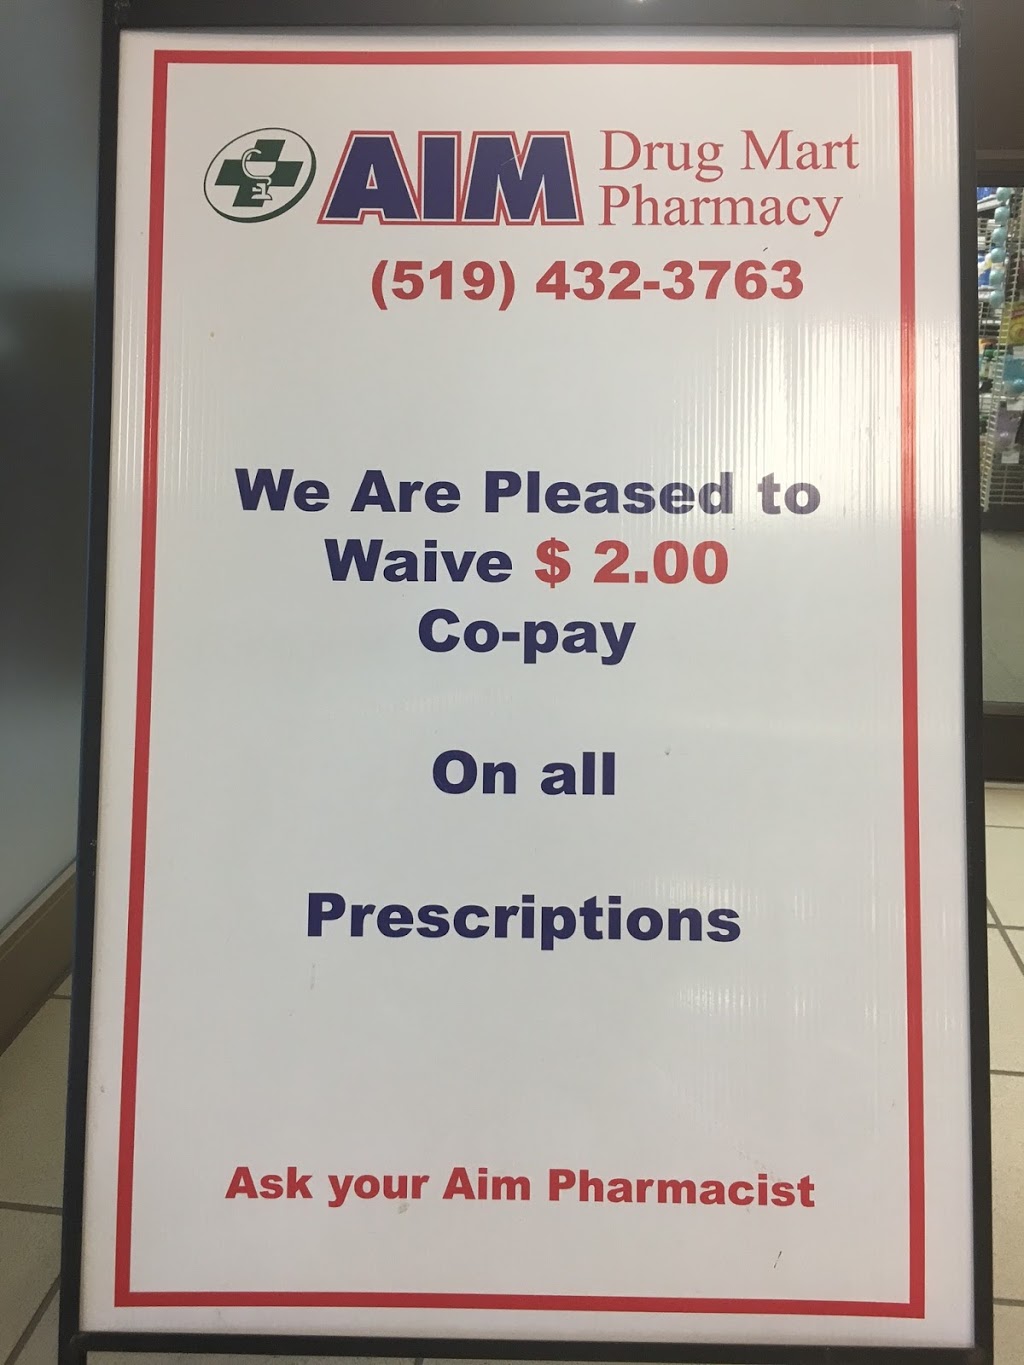 AIM Drug Mart
Pharmacy
(519) 432-3763
We Are Pleased to
Waive $ 2.00
Co-pay
On all
Prescriptions
Ask your Aim Pharmacist